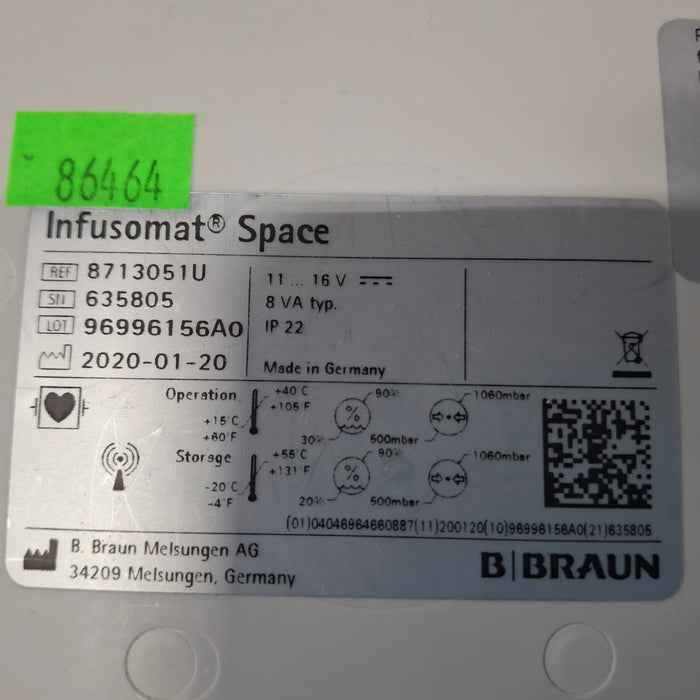 86464
Infusomat® Space
REF 8713051U
SN 635805
LOT 96996156A0
2020-01-20
11 ... 16 V
8 VA typ.
IP 22
Made in Germany
Operation
+40°C
+105°F
+15°C
+60°F
30%
90%
500mbar
1060mbar
Storage
+55°C
+131°F
-20°C
-4°F
20%
90%
500mbar
1060mbar
(01)04046964660887(11)200120(10)96996156A0(21)635805
B. Braun Melsungen AG
34209 Melsungen, Germany
B|BRAUN